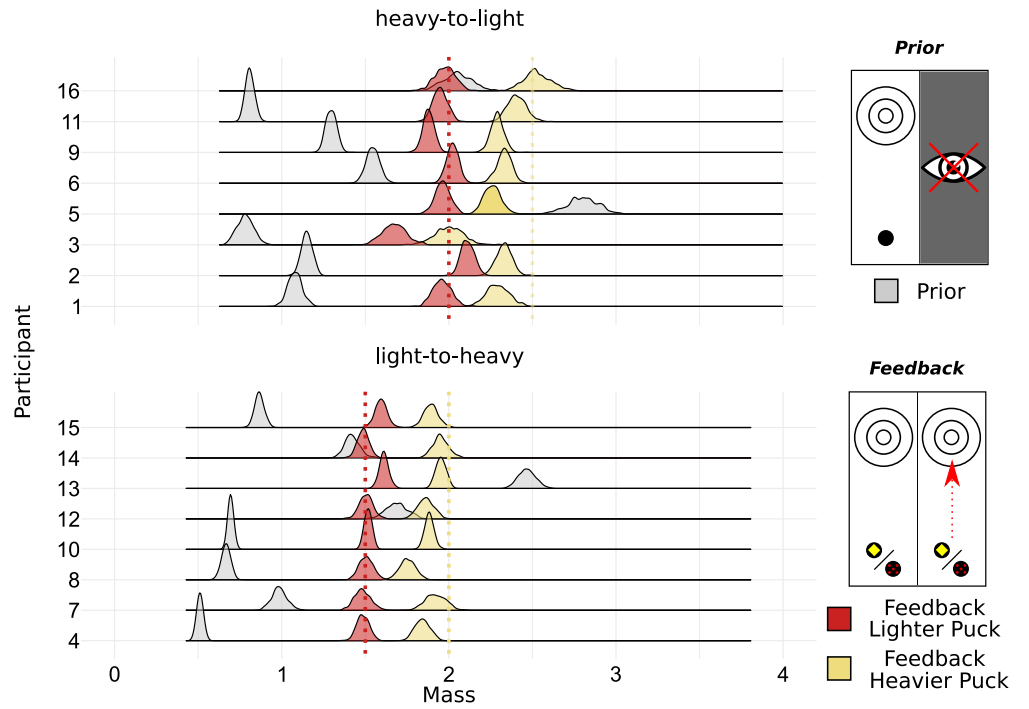 heavy-to-light
Prior
16
11
9
6
5
3
2
1
Prior
Participant
light-to-heavy
Feedback
15
14
13
12
10
8
7
4
0
1
2
3
4
Mass
Feedback
Lighter Puck
Feedback
Heavier Puck